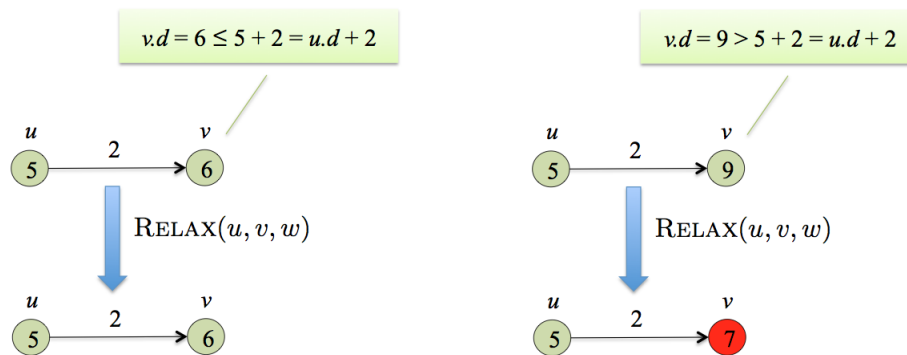 v.d = 6 ≤ 5 + 2 = u.d + 2
u
v
2
5
6
RELAX(u, v, w)
u
v
2
5
6
v.d = 9 > 5 + 2 = u.d + 2
u
v
2
5
9
RELAX(u, v, w)
u
v
2
5
7